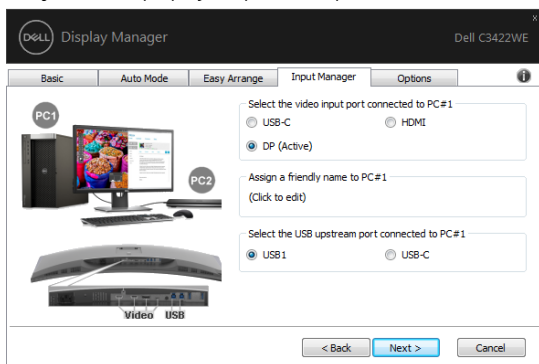 DELL Display Manager
Dell C3422WE
Basic Auto Mode Easy Arrange Input Manager Options
PC1
PC2
Video USB
Select the video input port connected to PC#1
USB-C HDMI
DP (Active)
Assign a friendly name to PC#1
(Click to edit)
Select the USB upstream port connected to PC#1
USB1 USB-C
< Back Next > Cancel